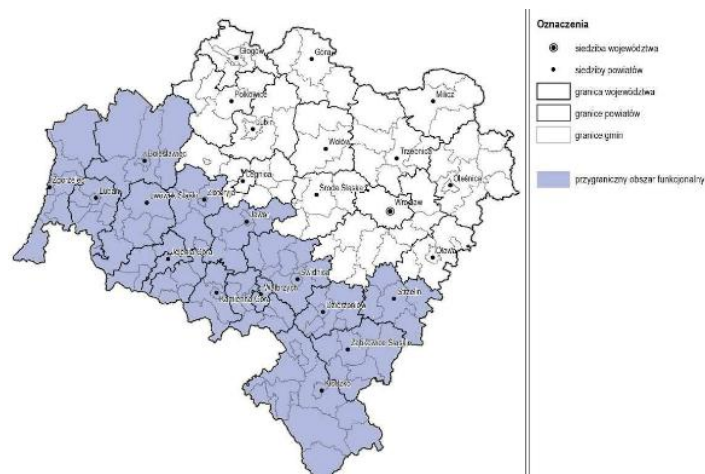 Głogów
Góra
Polkowice
Milicz
Lubin
Wołów
Trzebnica
Bolesławiec
Legnica
Oleśnica
Zgorzelec
Lubań
Lwówek Śląski
Złotoryja
Środa Śląska
Wrocław
Jawor
Jelenia Góra
Oława
Świdnica
Kamienna Góra
Wałbrzych
Strzelin
Dzierżoniów
Ząbkowice Śląskie
Kłodzko
Oznaczenia
siedziba województwa
siedziby powiatów
granica województwa
granice powiatów
granice gmin
przygraniczny obszar funkcjonalny